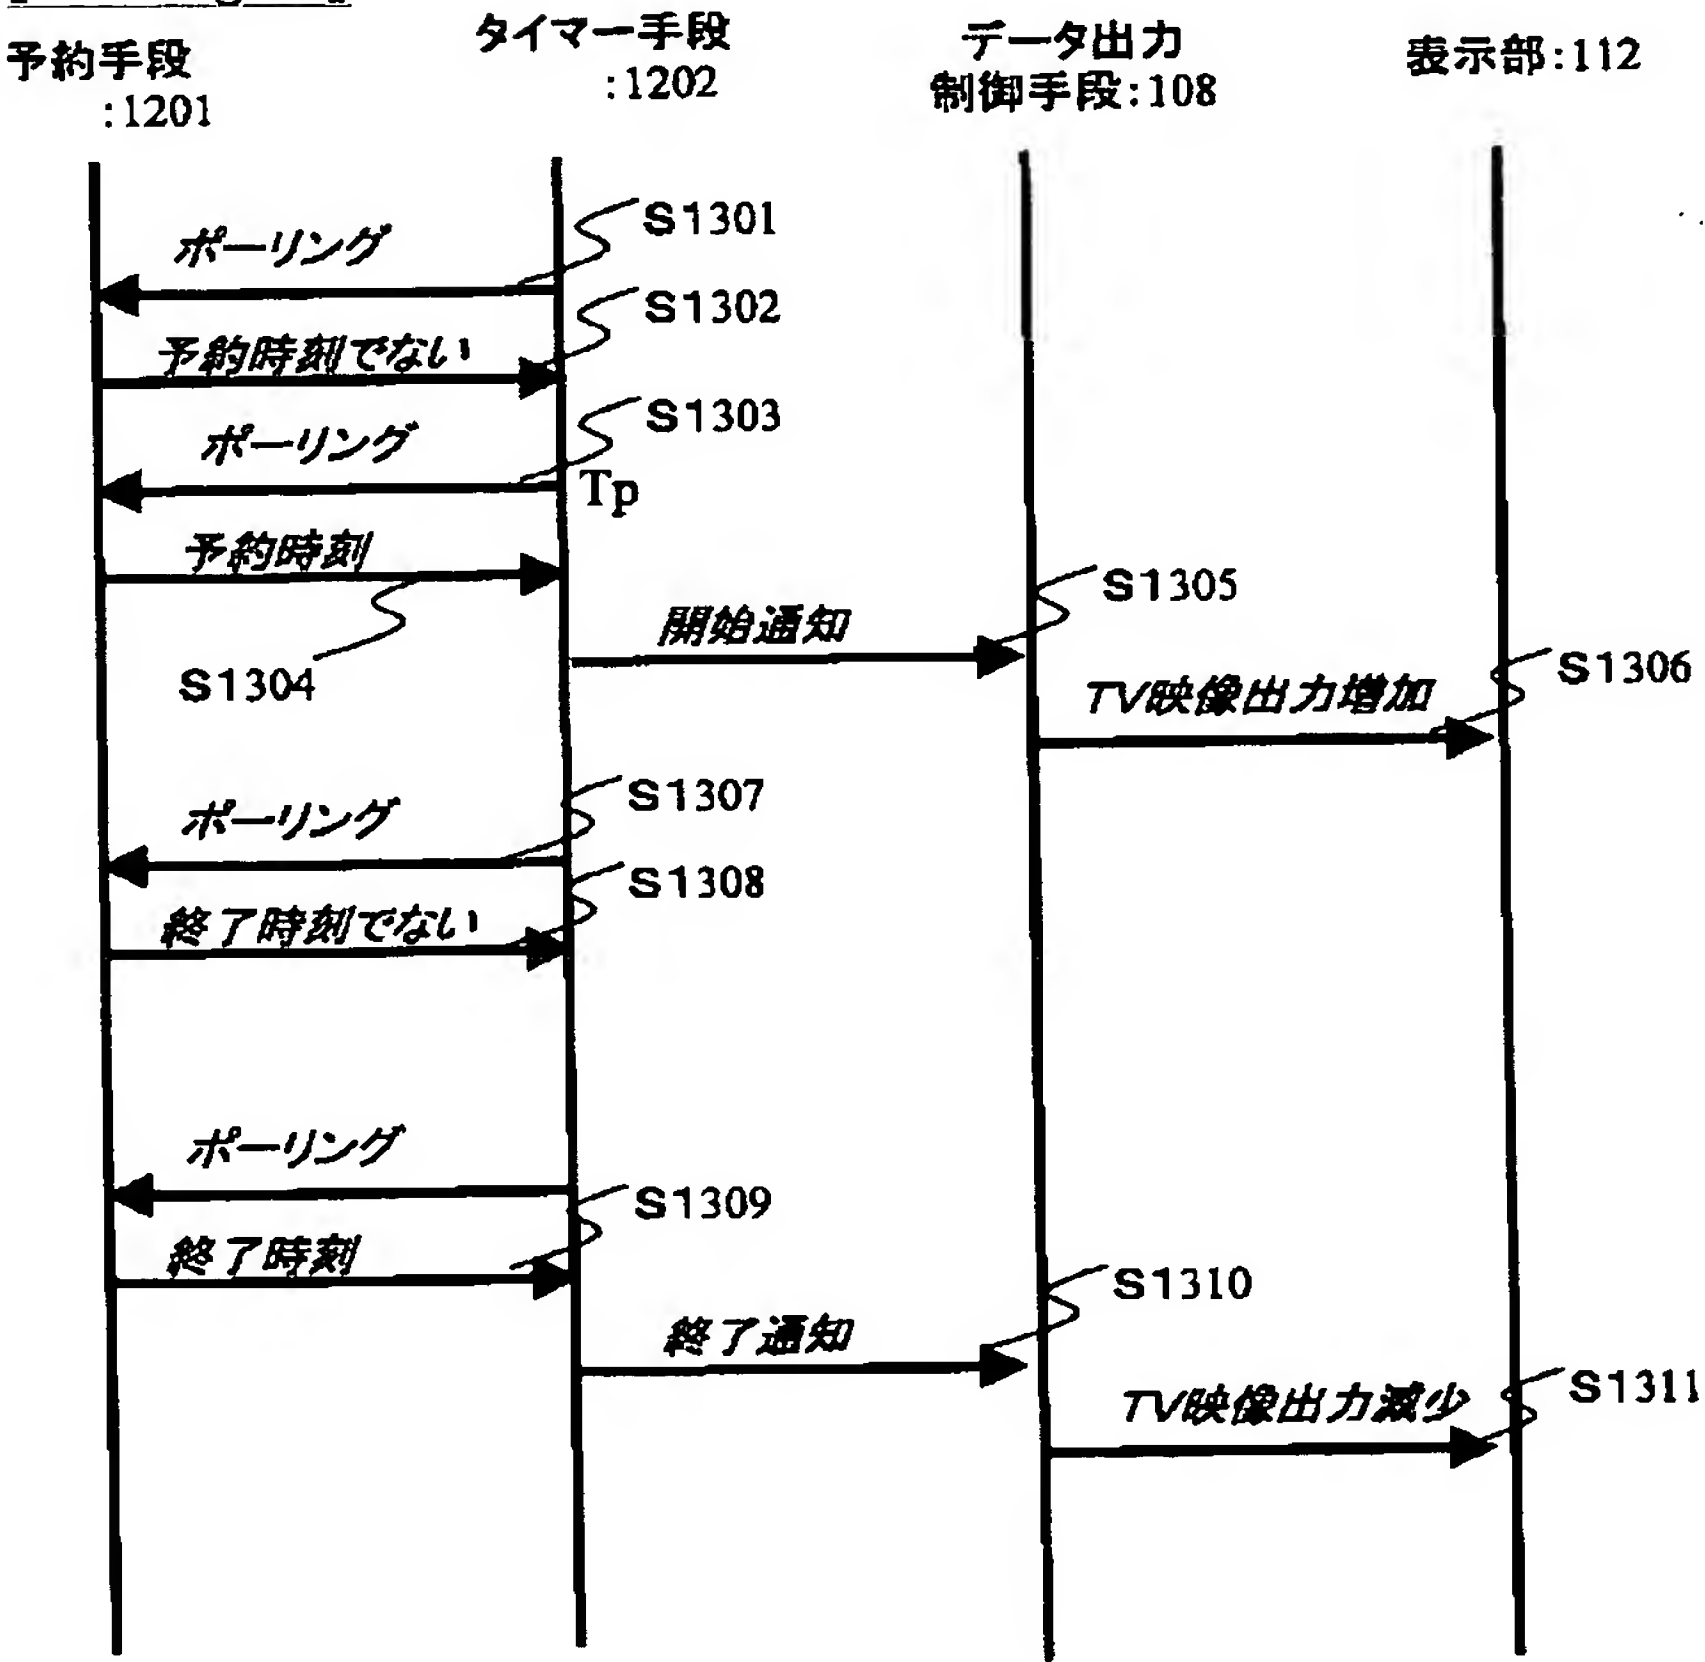 予約手段
:1201
タイマー手段
:1202
データ出力
制御手段:108
表示部:112
S1301
ポーリング
S1302
予約時刻でない
S1303
ポーリング
Tp
予約時刻
S1304
S1305
開始通知
S1306
TV映像出力増加
S1307
ポーリング
S1308
終了時刻でない
ポーリング
S1309
終了時刻
S1310
終了通知
S1311
TV映像出力減少